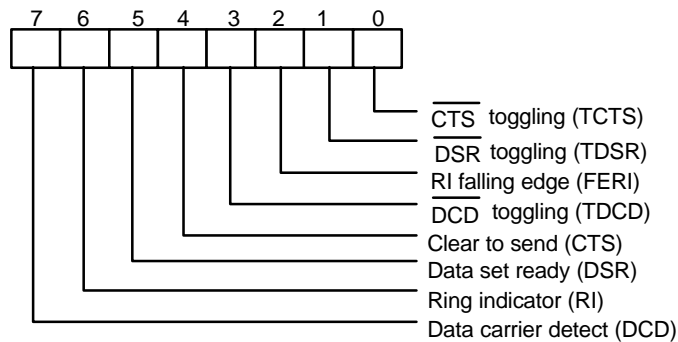 7 6 5 4 3 2 1 0
CTS toggling (TCTS)
DSR toggling (TDSR)
RI falling edge (FERI)
DCD toggling (TDCD)
Clear to send (CTS)
Data set ready (DSR)
Ring indicator (RI)
Data carrier detect (DCD)